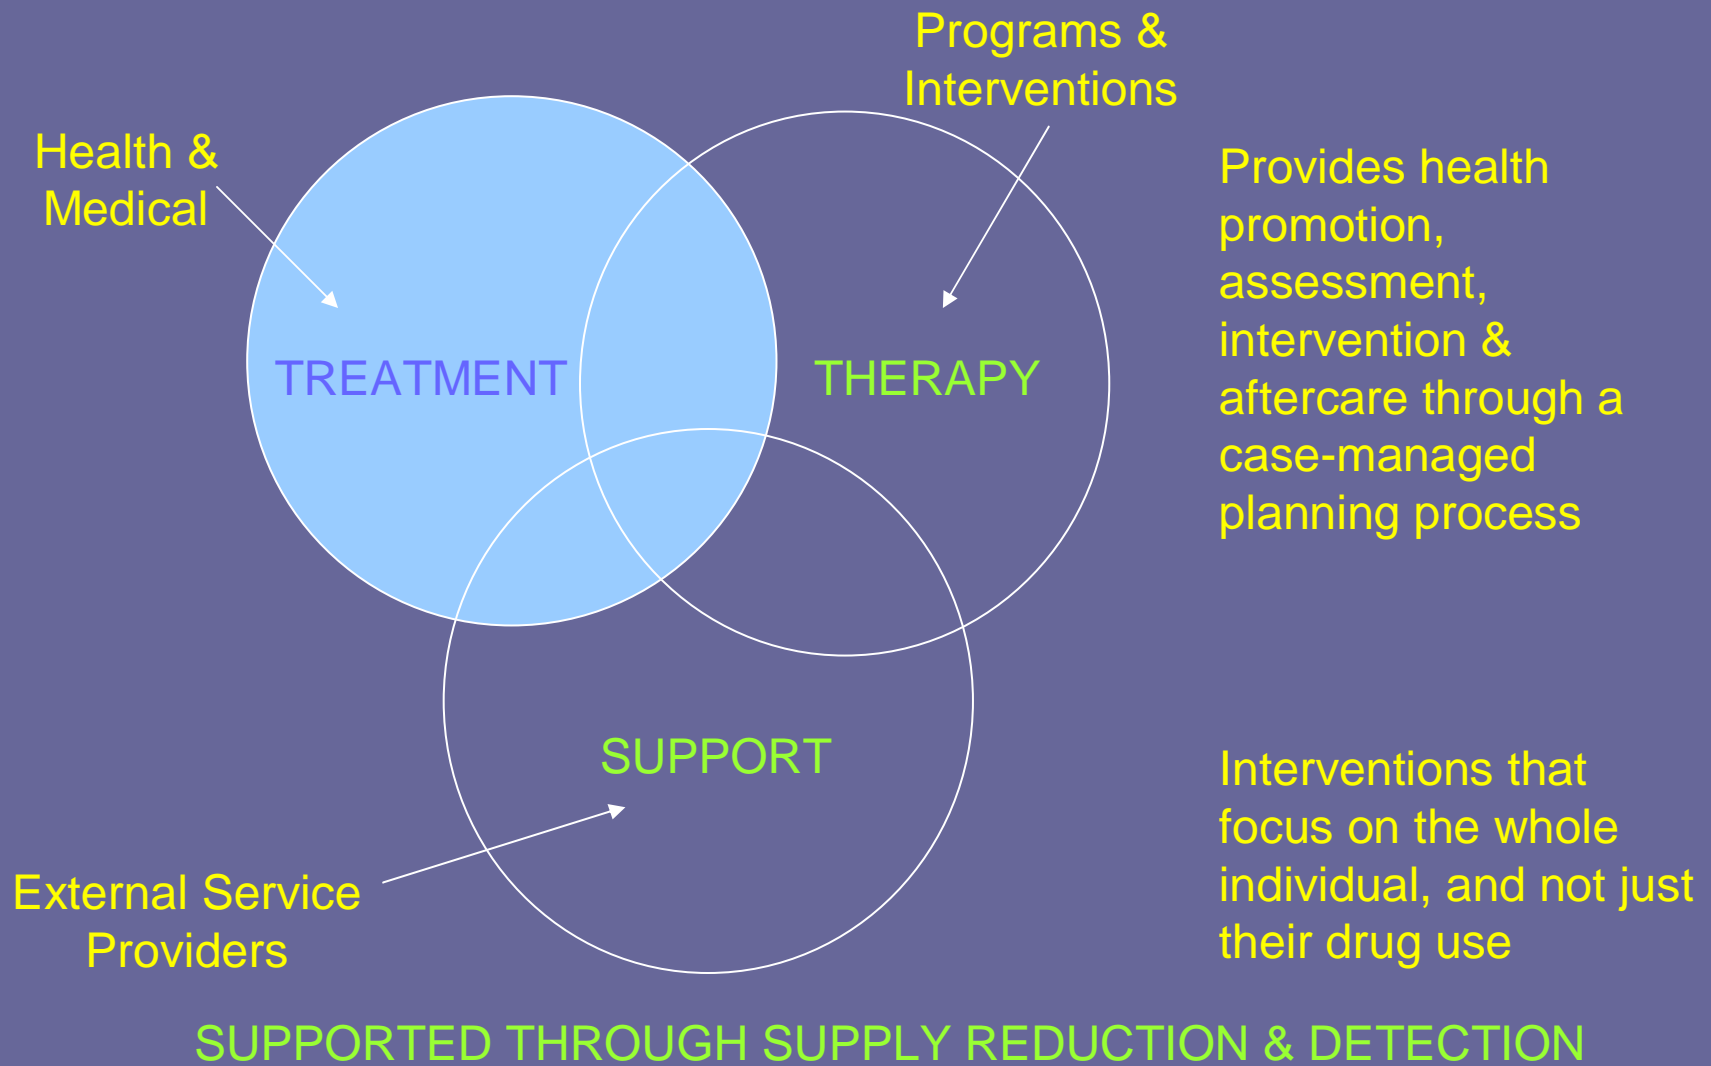 Programs &
Interventions
Health &
Medical
Provides health
promotion,
assessment,
intervention &
aftercare through a
case-managed
planning process
TREATMENT
THERAPY
SUPPORT
Interventions that
focus on the whole
individual, and not just
their drug use
External Service
Providers
SUPPORTED THROUGH SUPPLY REDUCTION & DETECTION